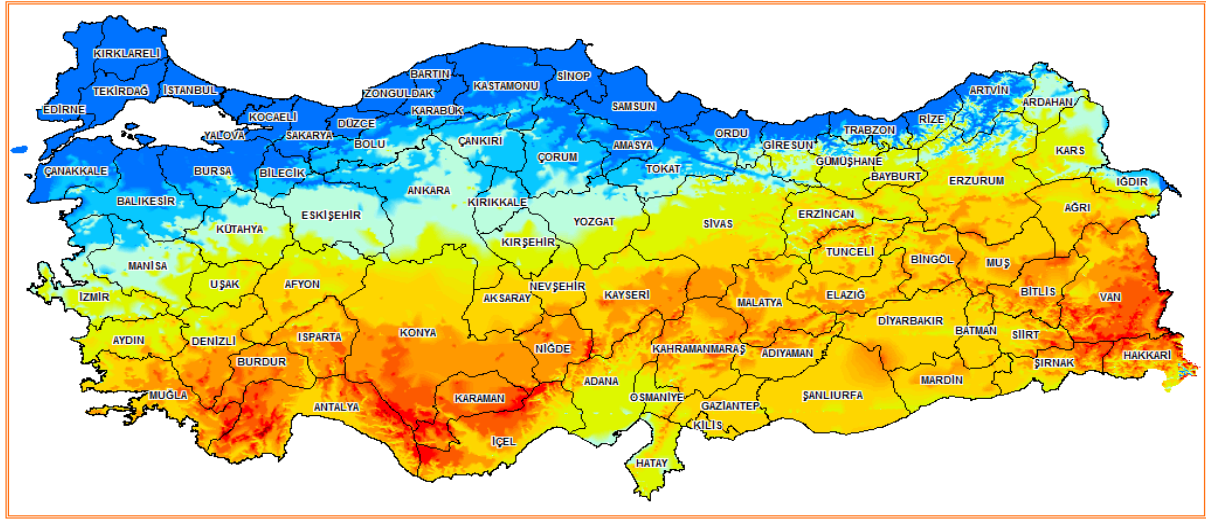 KIRKLARELİ
EDİRNE
TEKİRDAĞ
İSTANBUL
KOCAELİ
YALOVA
SAKARYA
DÜZCE
ZONGULDAK
BARTIN
KARABÜK
KASTAMONU
SİNOP
SAMSUN
BOLU
ÇANKIRI
ÇORUM
AMASYA
TOKAT
ORDU
GİRESUN
TRABZON
RİZE
ARTVİN
ARDAHAN
KARS
GÜMÜŞHANE
BAYBURT
ERZURUM
IĞDIR
AĞRI
ÇANAKKALE
BALIKESİR
BURSA
BİLECİK
ESKİŞEHİR
KÜTAHYA
ANKARA
KIRIKKALE
KIRŞEHİR
YOZGAT
SİVAS
ERZİNCAN
TUNCELİ
BİNGÖL
MUŞ
BİTLİS
VAN
MANİSA
İZMİR
UŞAK
AFYON
AKSARAY
NEVŞEHİR
KAYSERİ
MALATYA
ELAZIĞ
DİYARBAKIR
BATMAN
SİİRT
ŞIRNAK
HAKKARİ
AYDIN
DENİZLİ
BURDUR
ISPARTA
KONYA
NİĞDE
KAHRAMANMARAŞ
ADIYAMAN
MARDİN
MUĞLA
ANTALYA
KARAMAN
İÇEL
ADANA
OSMANİYE
GAZİANTEP
KİLİS
ŞANLIURFA
HATAY